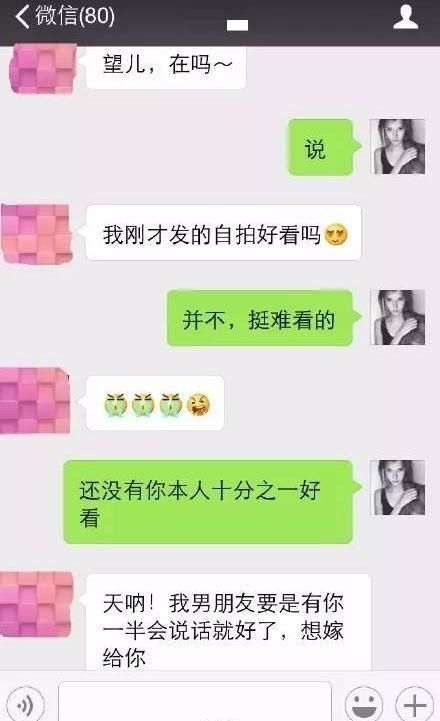 微信(80)
望儿，在吗～
说
我刚才发的自拍好看吗
并不，挺难看的
还没有你本人十分之一好
看
天呐！我男朋友要是有你
一半会说话就好了，想嫁
给你